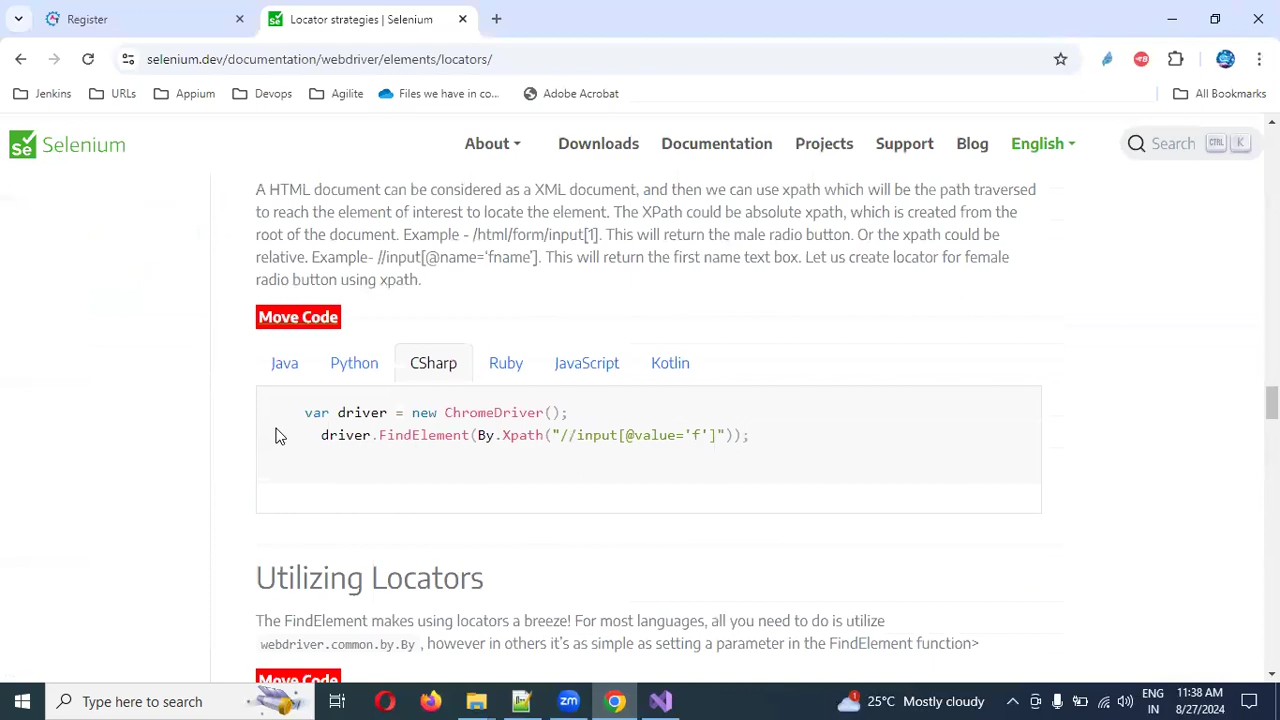 Register
Locator strategies | Selenium
selenium.dev/documentation/webdriver/elements/locators/
Jenkins URLs Appium Devops Agilite Files we have in co... Adobe Acrobat All Bookmarks
Selenium About Downloads Documentation Projects Support Blog English Search CTRL K
A HTML document can be considered as a XML document, and then we can use xpath which will be the path traversed
to reach the element of interest to locate the element. The XPath could be absolute xpath, which is created from the
root of the document. Example - /html/form/input[1]. This will return the male radio button. Or the xpath could be
relative. Example- //input[@name=‘fname’]. This will return the first name text box. Let us create locator for female
radio button using xpath.
Move Code
Java Python CSharp Ruby JavaScript Kotlin
var driver = new ChromeDriver();
driver.FindElement(By.Xpath("//input[@value='f']"));
Utilizing Locators
The FindElement makes using locators a breeze! For most languages, all you need to do is utilize
webdriver.common.by.By , however in others it’s as simple as setting a parameter in the FindElement function>
Move Code
Type here to search
1
25°C Mostly cloudy
ENG
IN
11:38 AM
8/27/2024